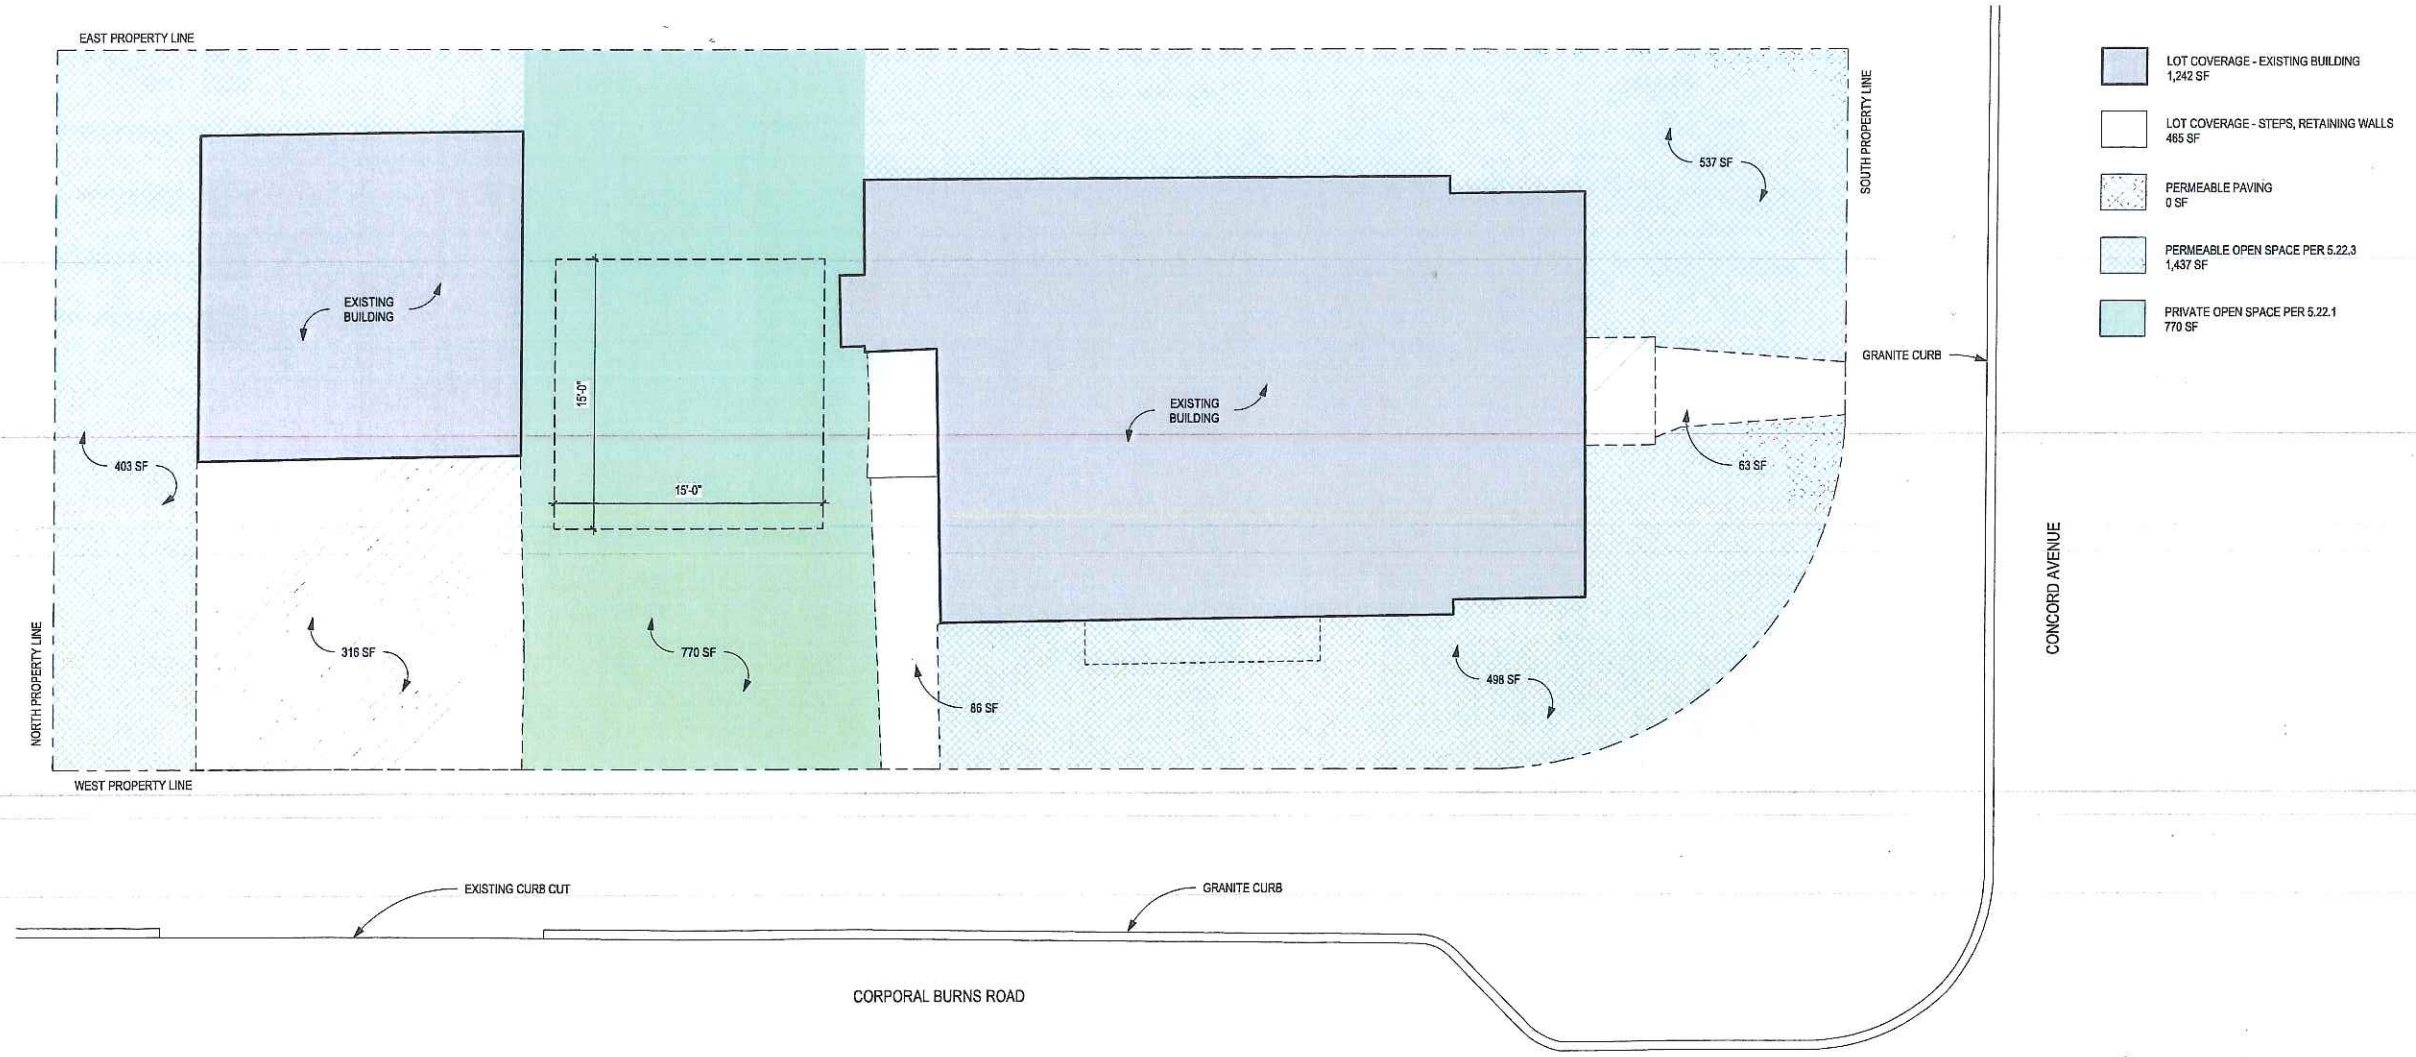 EAST PROPERTY LINE
SOUTH PROPERTY LINE
NORTH PROPERTY LINE
WEST PROPERTY LINE
EXISTING
BUILDING
403 SF
316 SF
15'-0"
15'-0"
770 SF
86 SF
EXISTING
BUILDING
537 SF
63 SF
498 SF
GRANITE CURB
CONCORD AVENUE
EXISTING CURB CUT
GRANITE CURB
CORPORAL BURNS ROAD
LOT COVERAGE - EXISTING BUILDING
1,242 SF
LOT COVERAGE - STEPS, RETAINING WALLS
465 SF
PERMEABLE PAVING
0 SF
PERMEABLE OPEN SPACE PER 5.22.3
1,437 SF
PRIVATE OPEN SPACE PER 5.22.1
770 SF